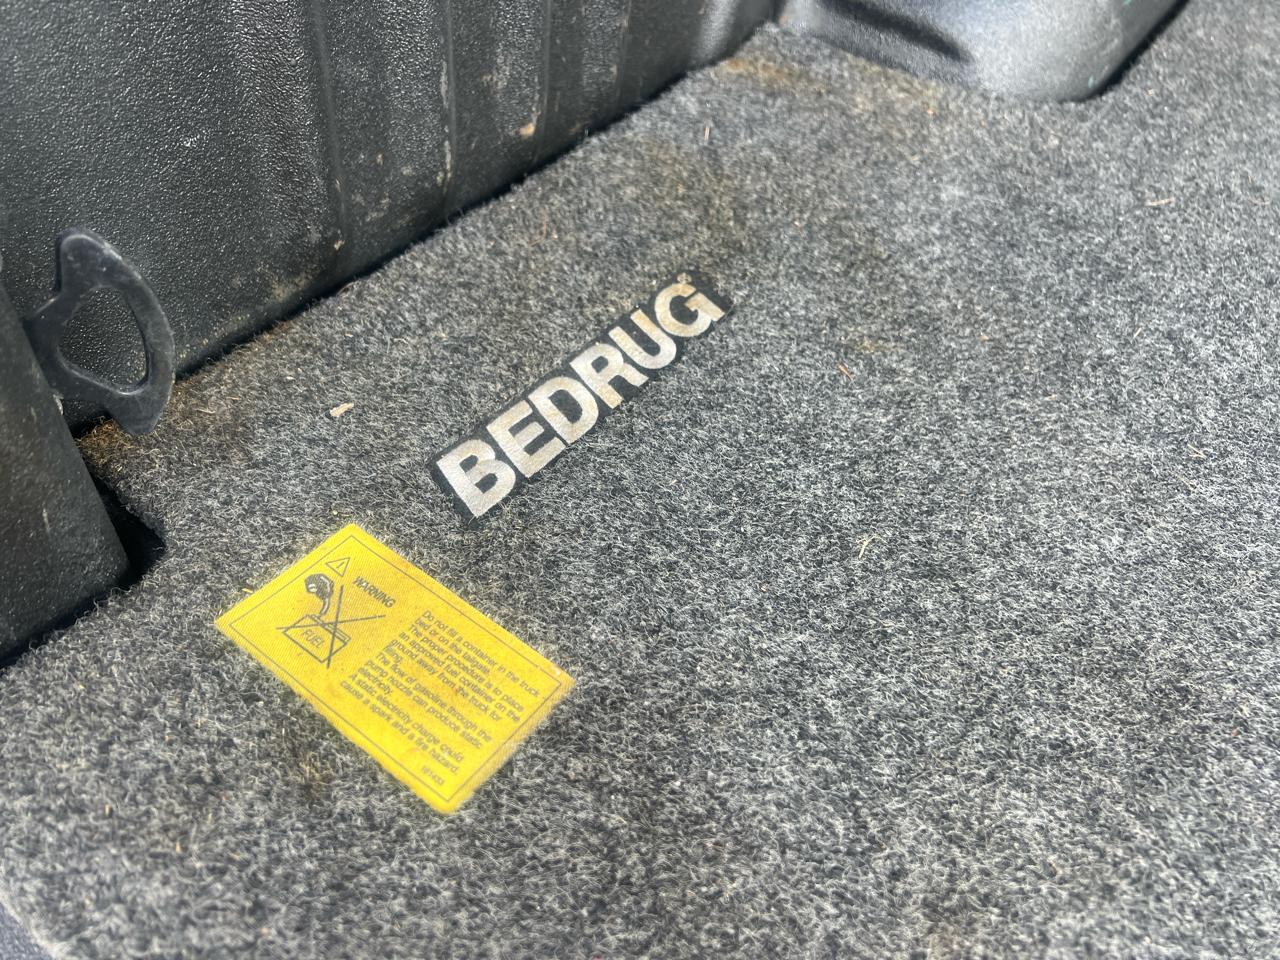 BEDRUG
WARNING
FUEL
Do not fill a container in the truck
bed or on the tailgate.
The proper procedure is to place
an approved fuel container on the
ground away from the truck for
filling.
The flow of gasoline through the
pump nozzle can produce static
electricity.
A static electricity charge could
cause a spark and a fire hazard.